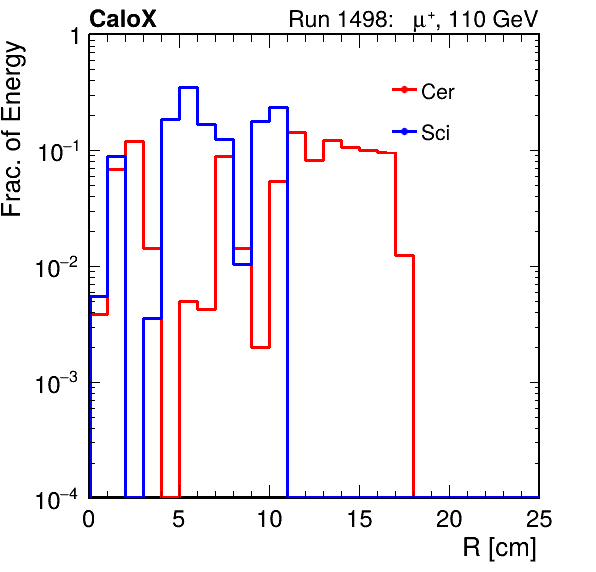 CaloX Run 1498: μ⁺, 110 GeV
Frac. of Energy
1
10⁻¹
10⁻²
10⁻³
10⁻⁴
Cer
Sci
0 5 10 15 20 25
R [cm]